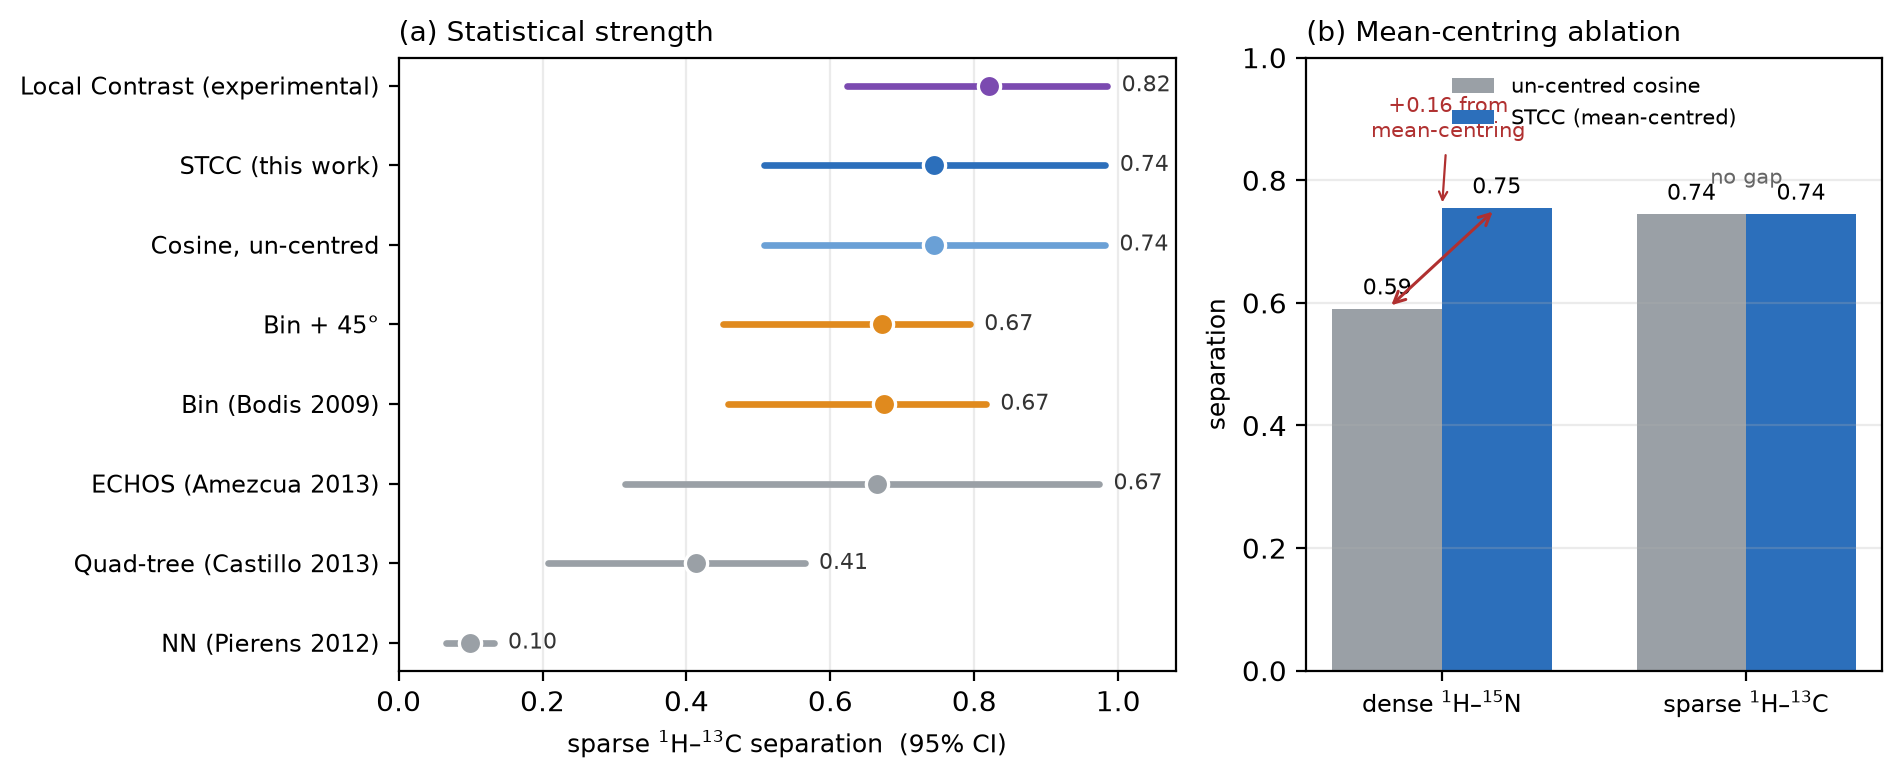 (a) Statistical strength
Local Contrast (experimental)
0.82
STCC (this work)
0.74
Cosine, un-centred
0.74
Bin + 45°
0.67
Bin (Bodis 2009)
0.67
ECHOS (Amezcua 2013)
0.67
Quad-tree (Castillo 2013)
0.41
NN (Pierens 2012)
0.10
0.0 0.2 0.4 0.6 0.8 1.0
sparse ¹H–¹³C separation (95% CI)
(b) Mean-centring ablation
separation
1.0
0.8
0.6
0.4
0.2
0.0
un-centred cosine
STCC (mean-centred)
+0.16 from
mean-centring
0.59
0.75
no gap
0.74 0.74
dense ¹H–¹⁵N sparse ¹H–¹³C